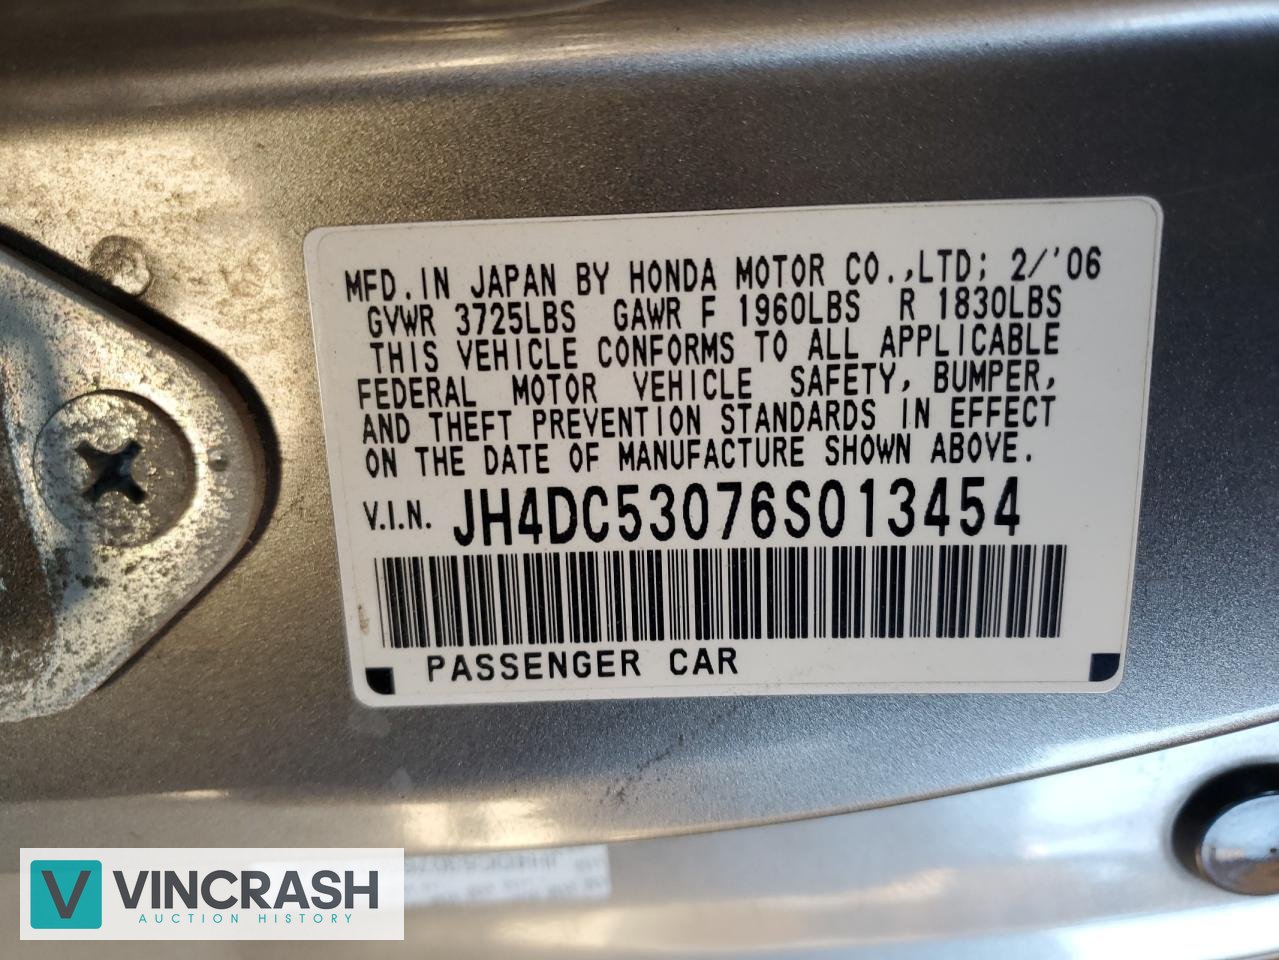 MFD. IN JAPAN BY HONDA MOTOR CO.,LTD; 2/'06
GVWR 3725LBS GAWR F 1960LBS R 1830LBS
THIS VEHICLE CONFORMS TO ALL APPLICABLE
FEDERAL MOTOR VEHICLE SAFETY, BUMPER,
AND THEFT PREVENTION STANDARDS IN EFFECT
ON THE DATE OF MANUFACTURE SHOWN ABOVE.
V.I.N. JH4DC53076S013454
PASSENGER CAR
V VINCRASH
AUCTION HISTORY